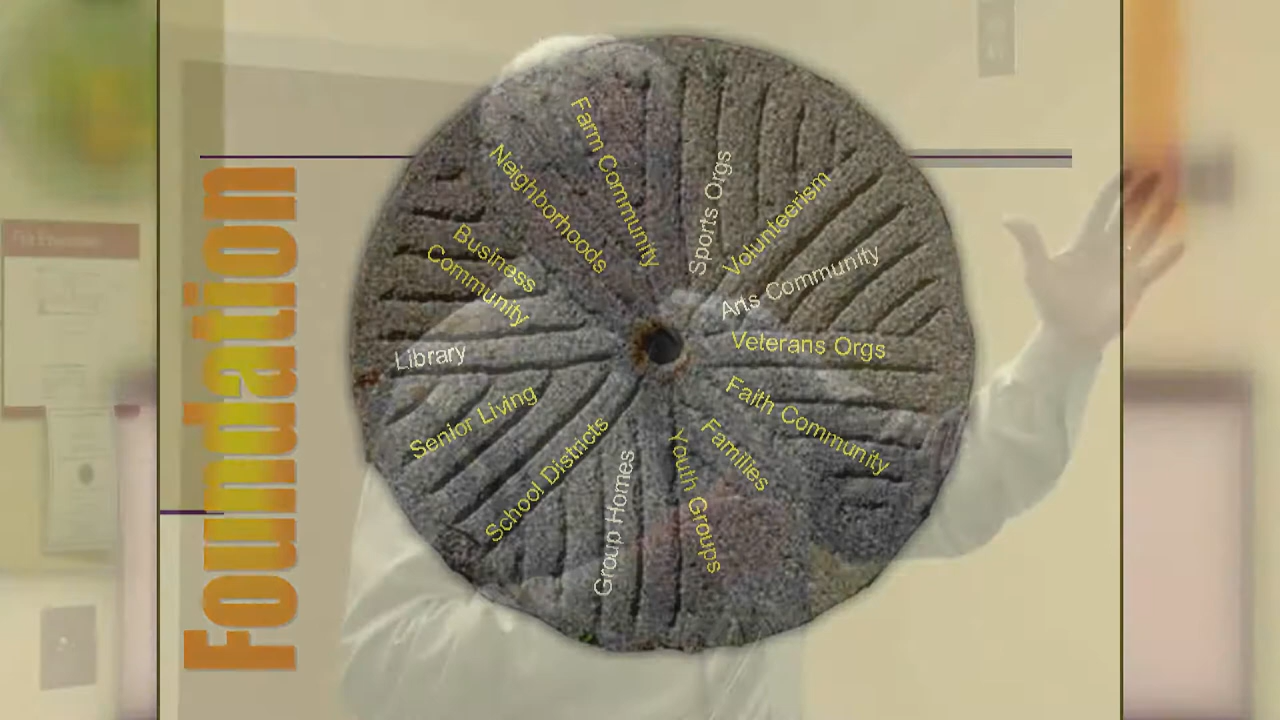 Foundation
Farm Community
Neighborhoods
Business
Community
Library
Senior Living
School Districts
Group Homes
Youth Groups
Families
Faith Community
Veterans Orgs
Arts Community
Volunteerism
Sports Orgs